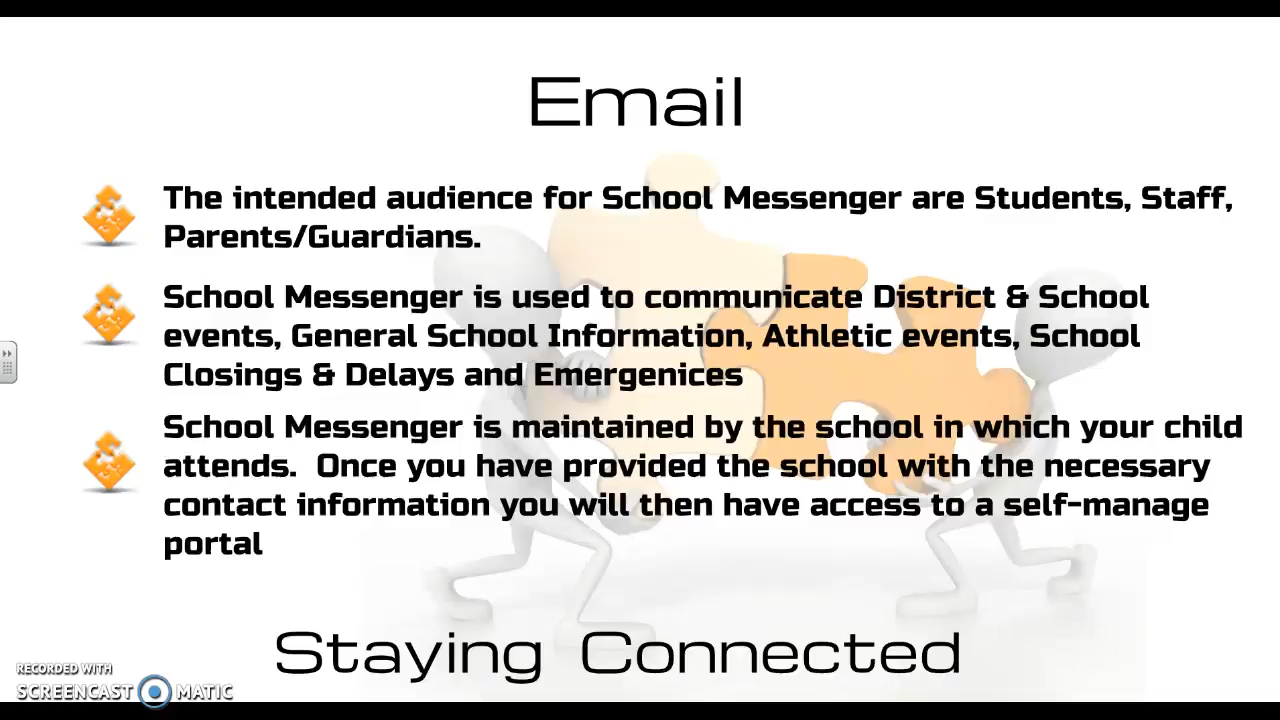 Email
The intended audience for School Messenger are Students, Staff,
Parents/Guardians.
School Messenger is used to communicate District & School
events, General School Information, Athletic events, School
Closings & Delays and Emergenices
School Messenger is maintained by the school in which your child
attends.  Once you have provided the school with the necessary
contact information you will then have access to a self-manage
portal
Staying Connected
RECORDED WITH
SCREENCAST MATIC